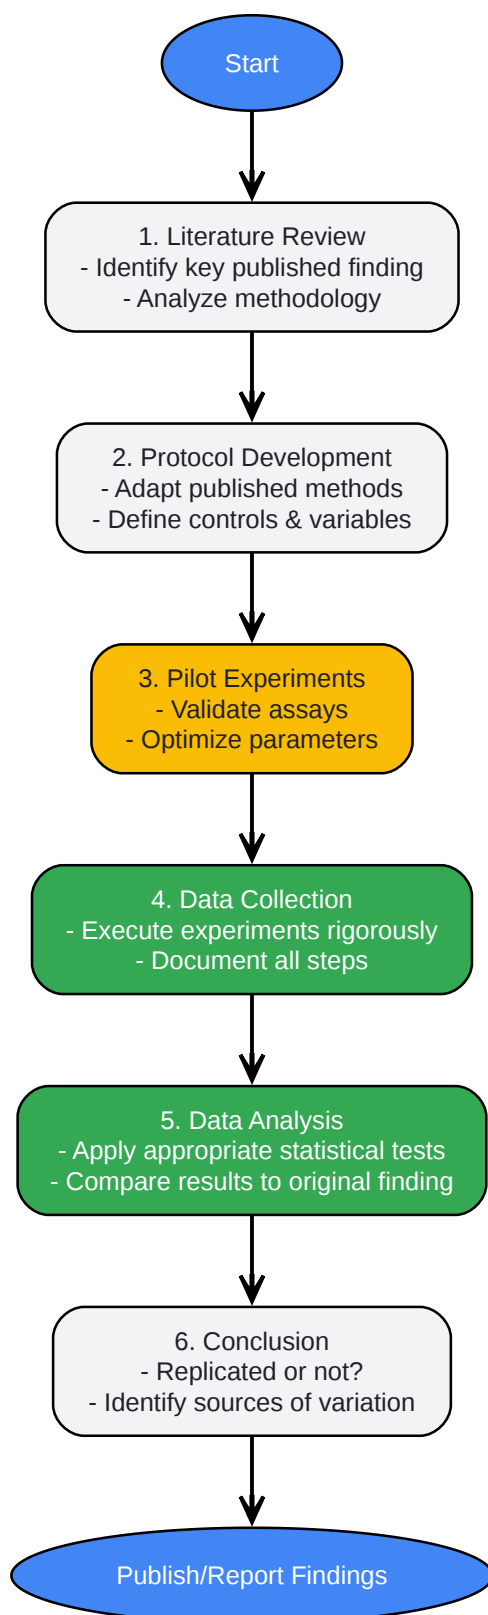 Start
1. Literature Review
- Identify key published finding
- Analyze methodology
2. Protocol Development
- Adapt published methods
- Define controls & variables
3. Pilot Experiments
- Validate assays
- Optimize parameters
4. Data Collection
- Execute experiments rigorously
- Document all steps
5. Data Analysis
- Apply appropriate statistical tests
- Compare results to original finding
6. Conclusion
- Replicated or not?
- Identify sources of variation
Publish/Report Findings